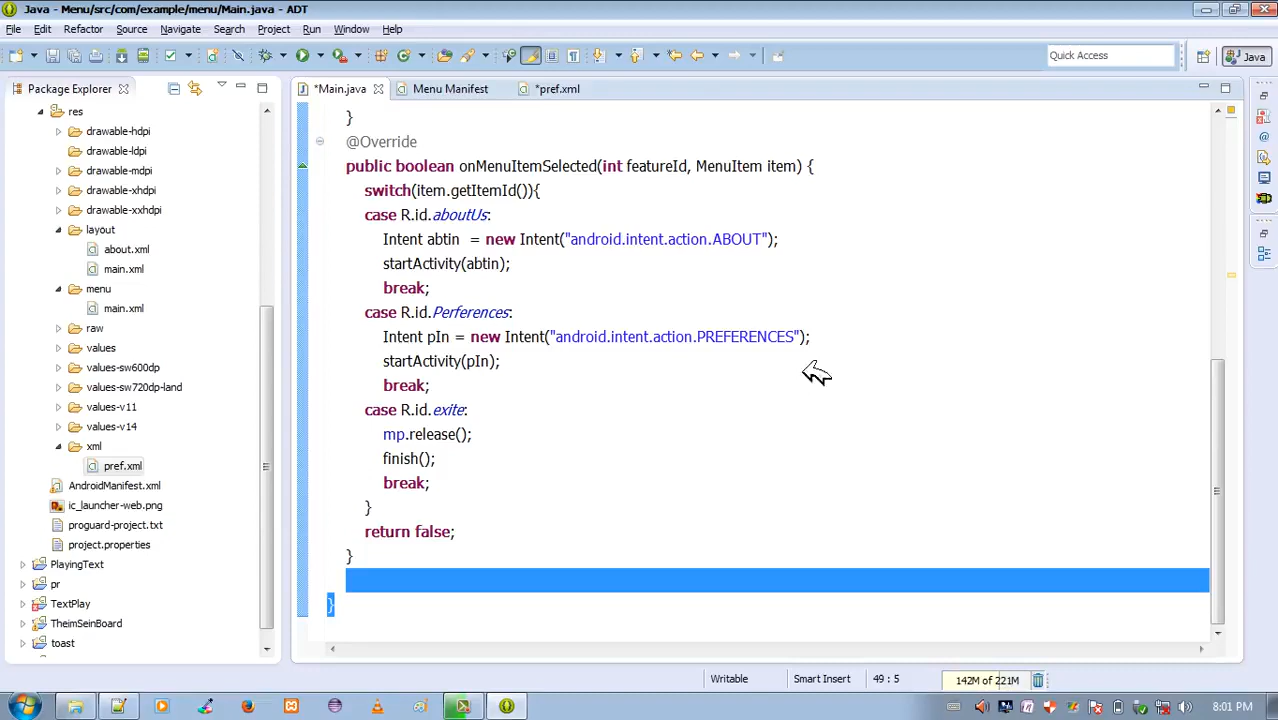 Java - Menu/src/com/example/menu/Main.java - ADT
File Edit Refactor Source Navigate Search Project Run Window Help
Quick Access
Java
Package Explorer
*Main.java
Menu Manifest
*pref.xml
res
drawable-hdpi
drawable-ldpi
drawable-mdpi
drawable-xhdpi
drawable-xxhdpi
layout
about.xml
main.xml
menu
main.xml
raw
values
values-sw600dp
values-sw720dp-land
values-v11
values-v14
xml
pref.xml
AndroidManifest.xml
ic_launcher-web.png
proguard-project.txt
project.properties
PlayingText
pr
TextPlay
TheimSeinBoard
toast
}
@Override
public boolean onMenuItemSelected(int featureId, MenuItem item) {
switch(item.getItemId()){
case R.id.aboutUs:
Intent abtin = new Intent("android.intent.action.ABOUT");
startActivity(abtin);
break;
case R.id.Perferences:
Intent pIn = new Intent("android.intent.action.PREFERENCES");
startActivity(pIn);
break;
case R.id.exite:
mp.release();
finish();
break;
}
return false;
}
}
Writable
Smart Insert
49 : 5
142M of 221M
8:01 PM